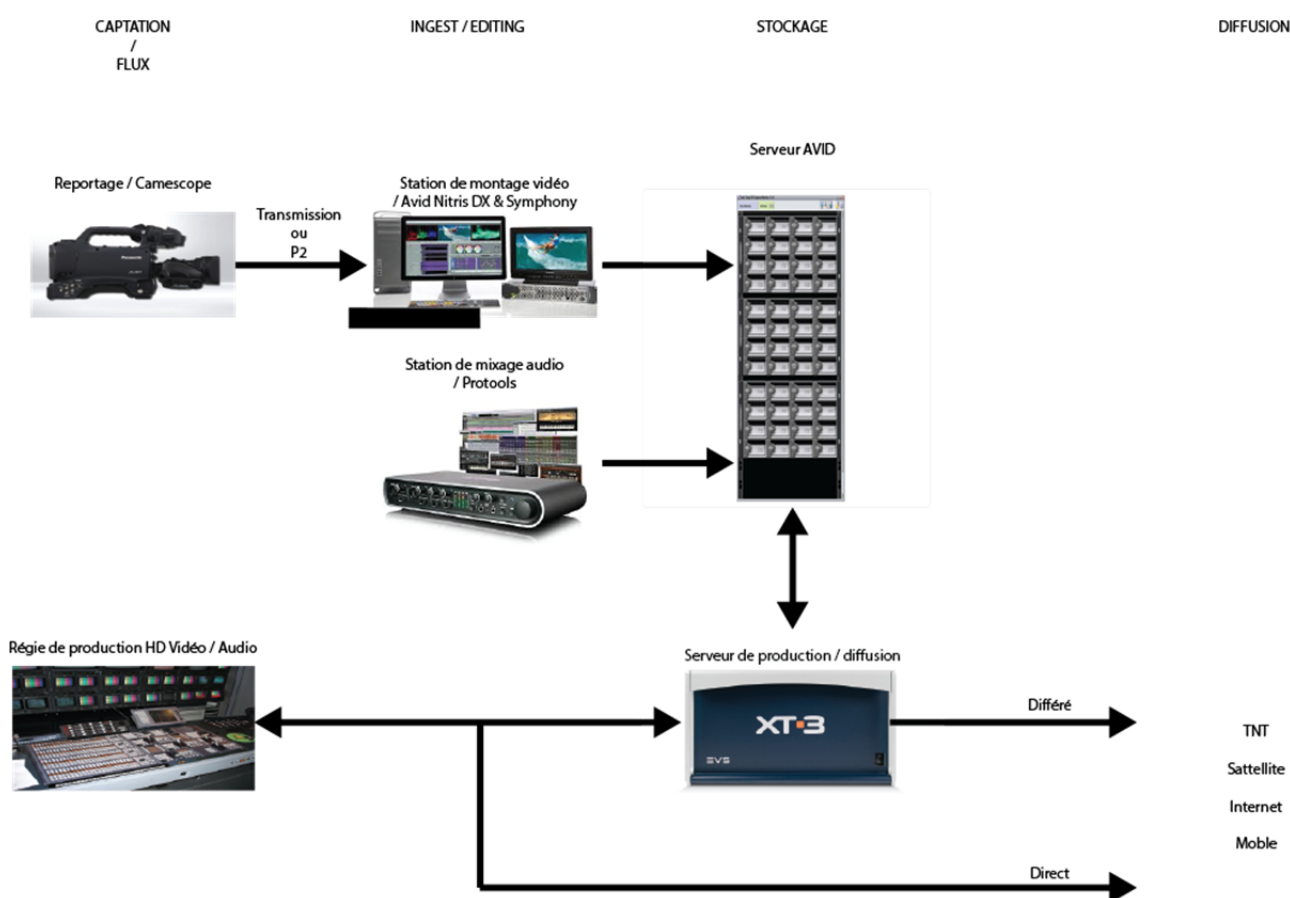 CAPTATION
/
FLUX
INGEST / EDITING
STOCKAGE
DIFFUSION
Serveur AVID
Reportage / Camescope
Transmission
ou
P2
Station de montage vidéo
/ Avid Nitris DX & Symphony
Panasonic
Station de mixage audio
/ Protools
Régie de production HD Vidéo / Audio
Serveur de production / diffusion
XT3
EVS
Différé
TNT
Sattellite
Internet
Moble
Direct